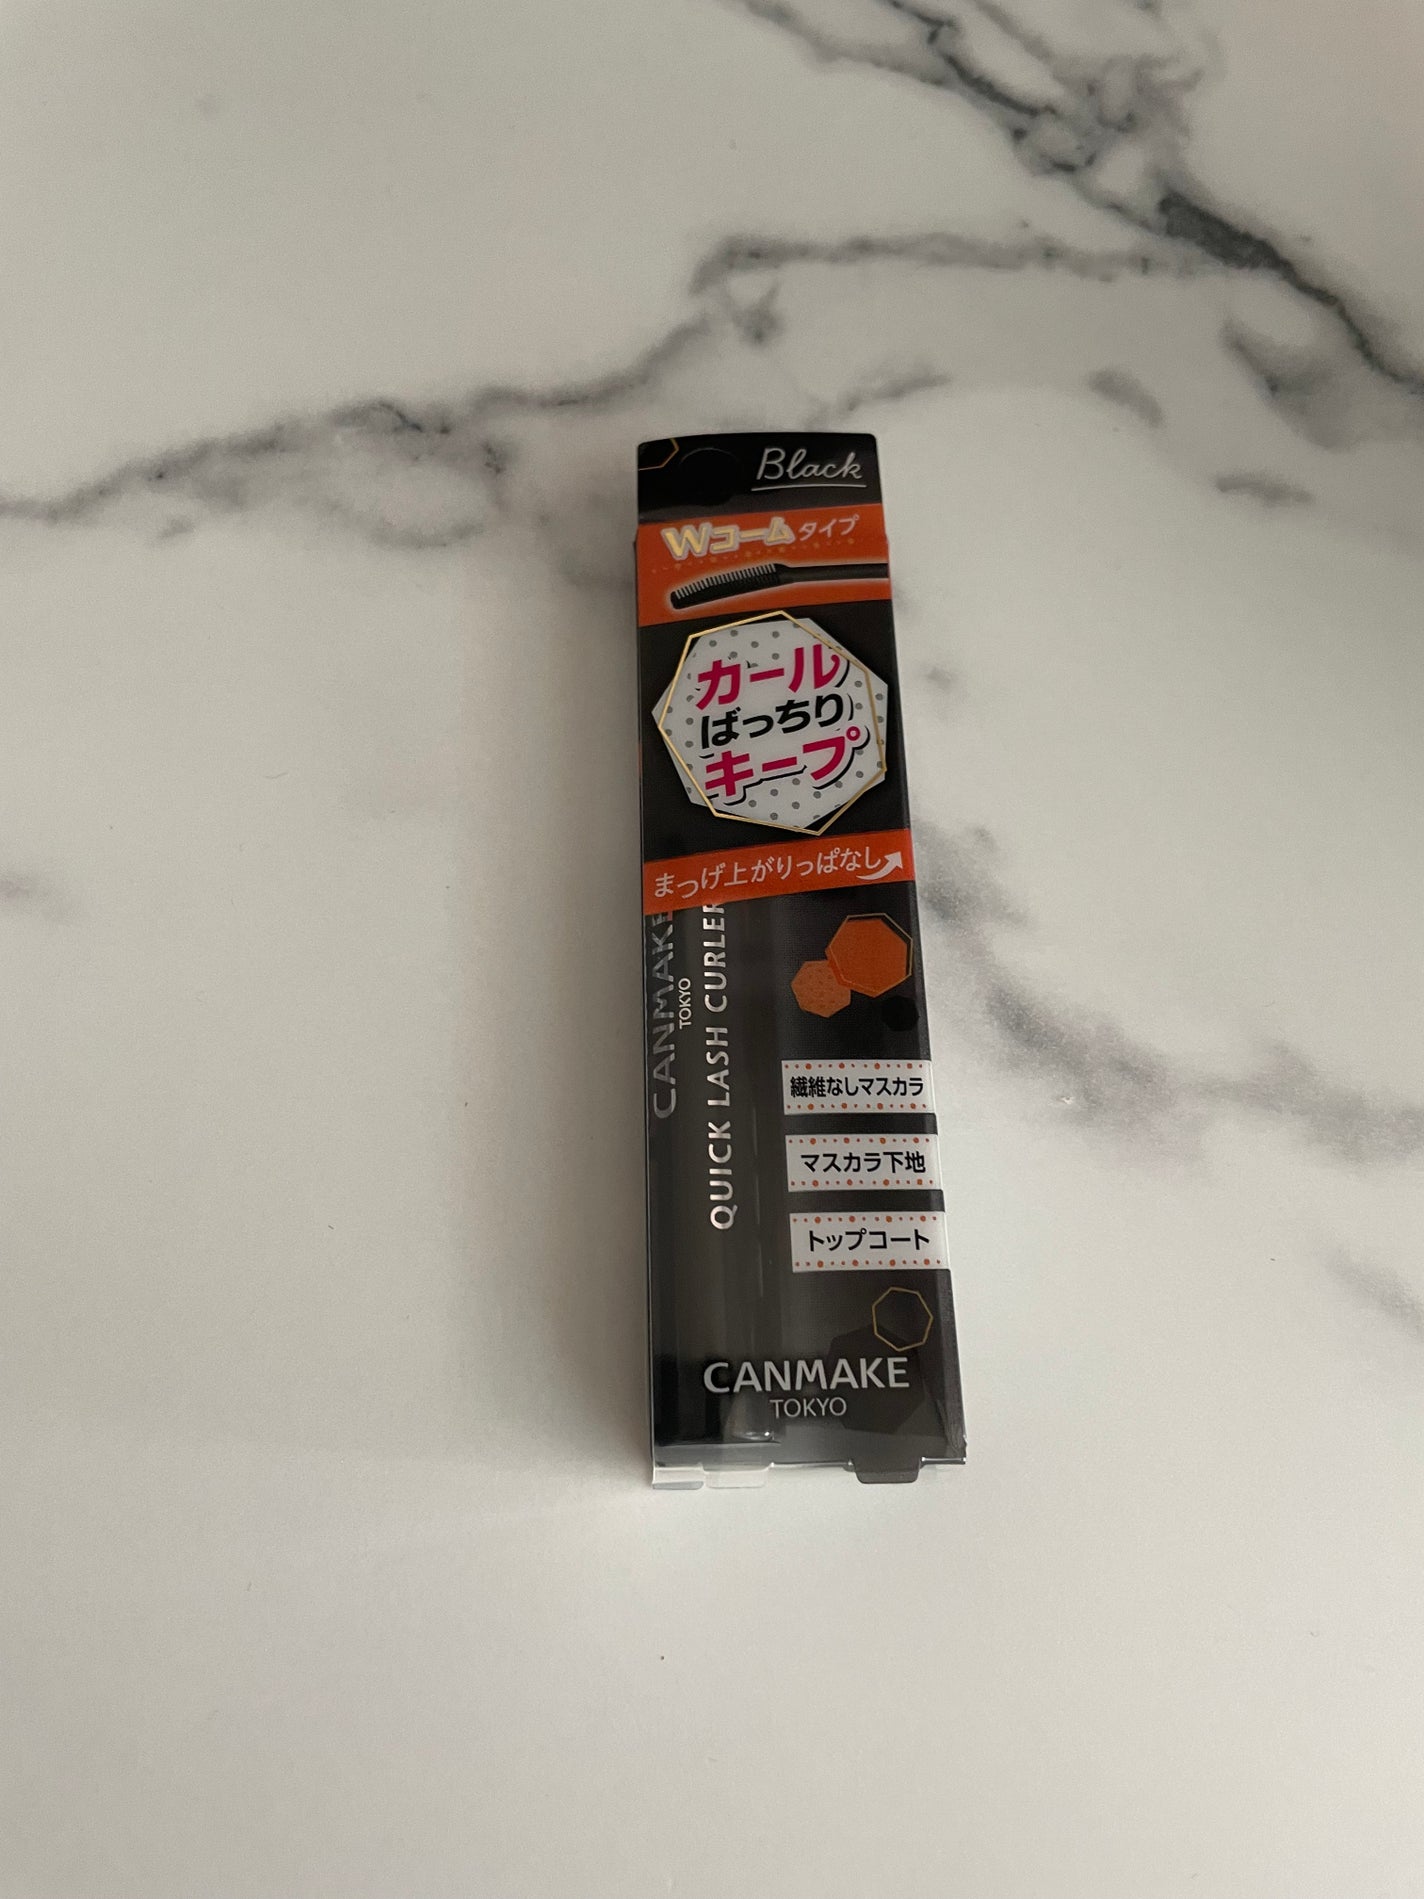 Black
Wコームタイプ
カール
ばっちり
キープ
まつげ上がりっぱなし
CANMAKE
TOKYO
QUICK LASH CURLER
繊維なしマスカラ
マスカラ下地
トップコート
CANMAKE
TOKYO